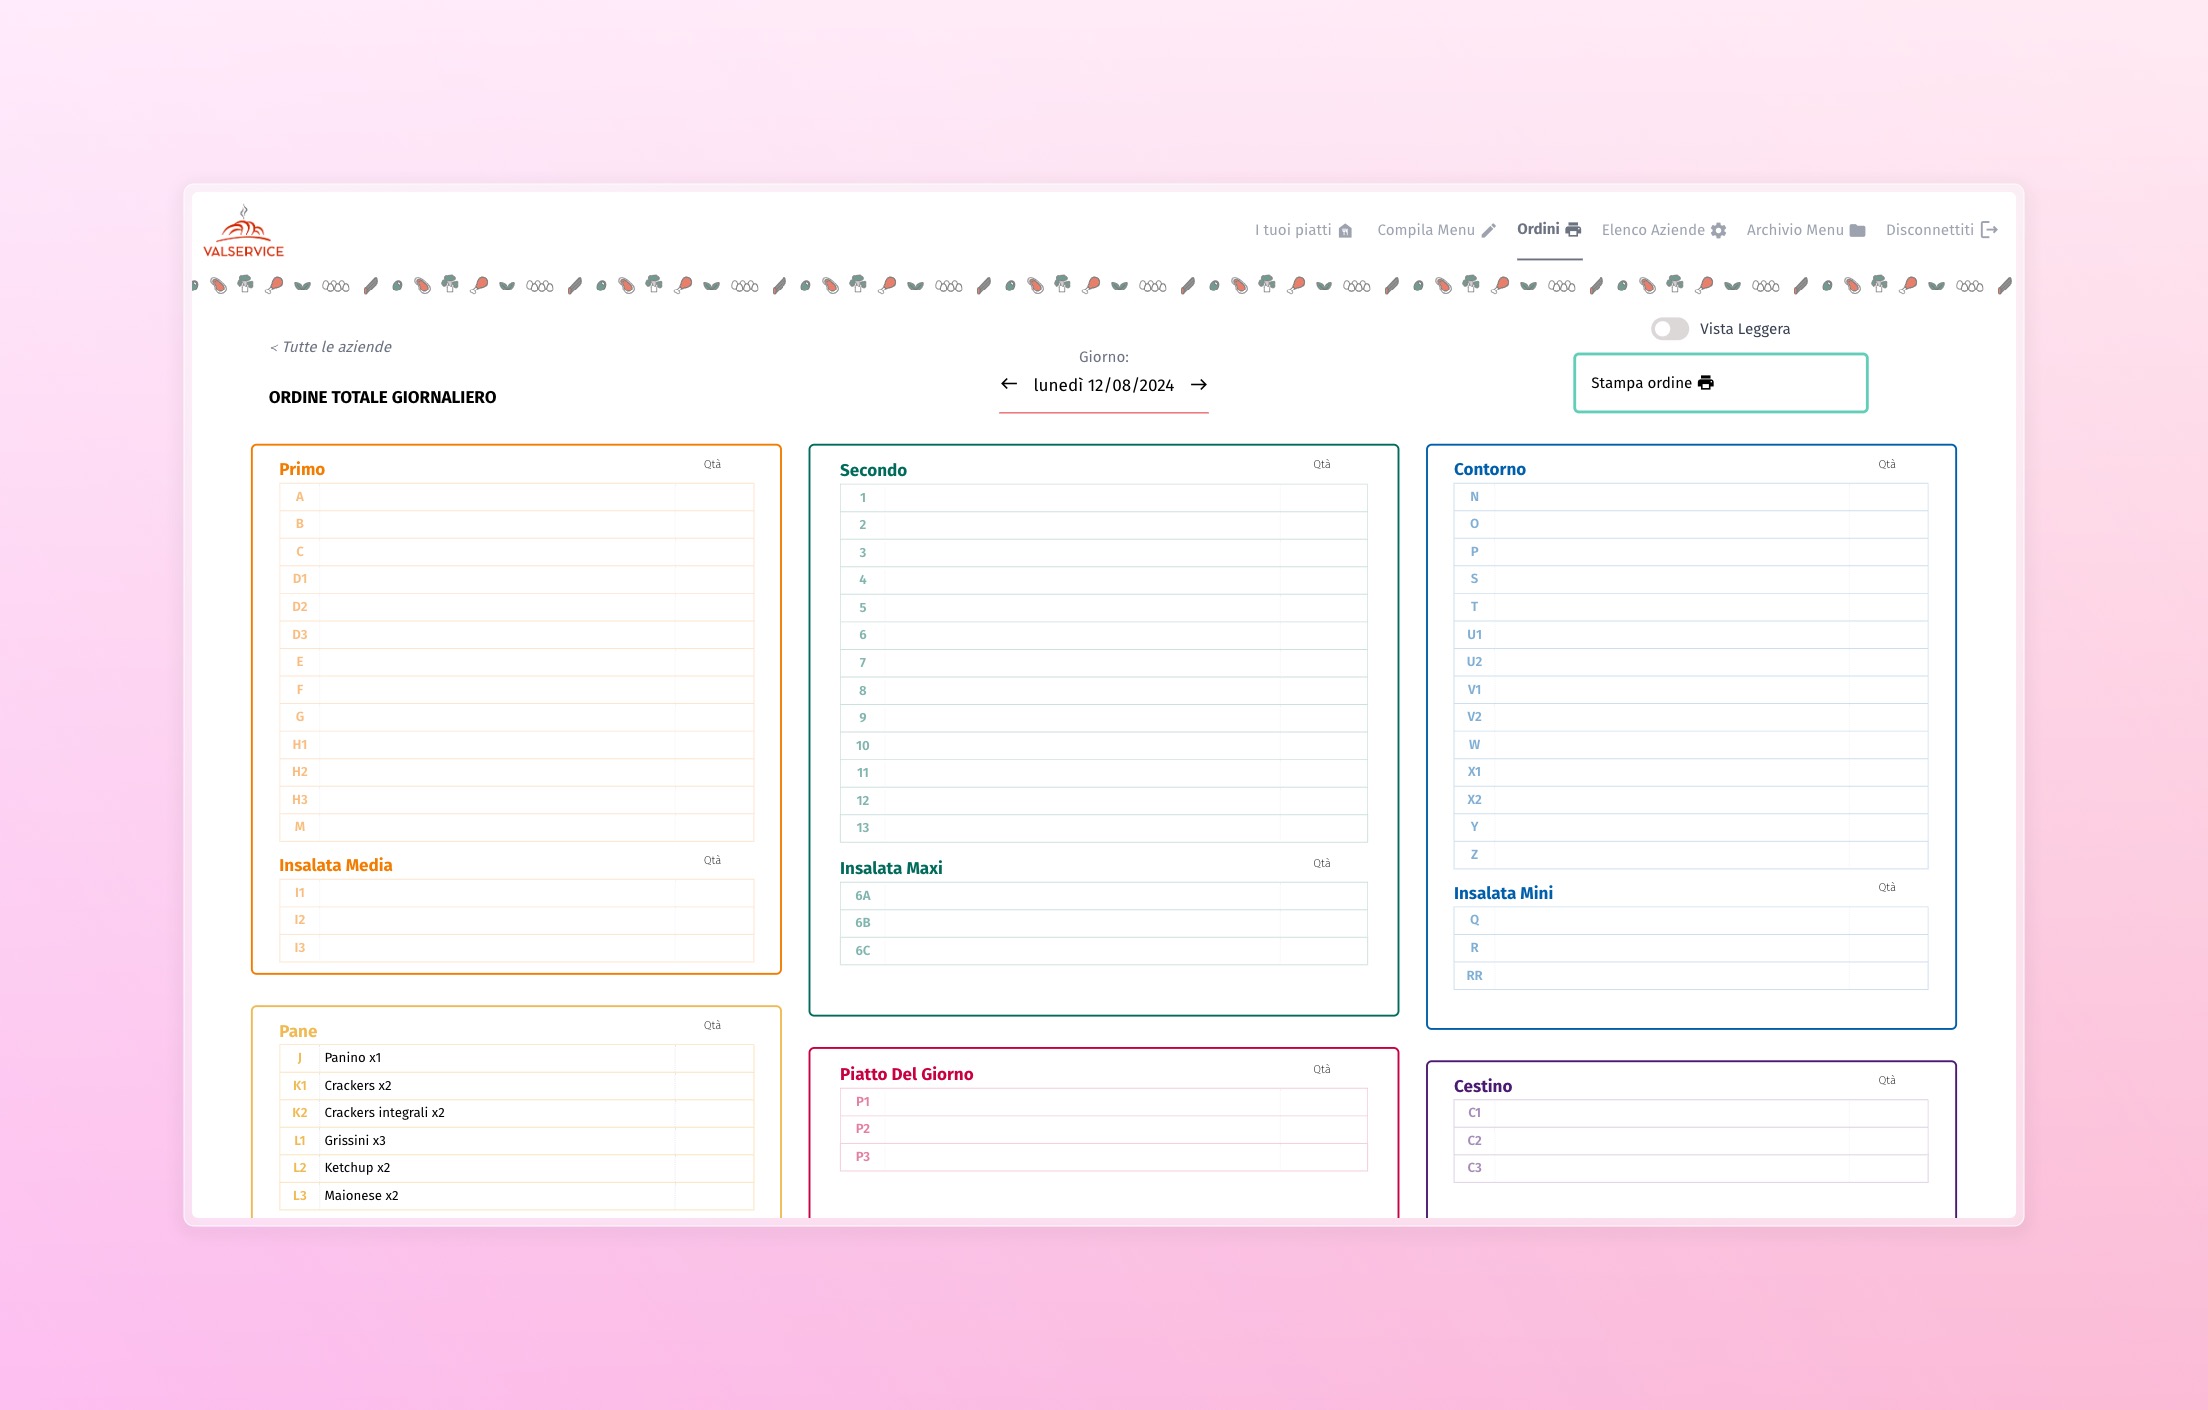 VALSERVICE
I tuoi piatti
Compila Menu
Ordini
Elenco Aziende
Archivio Menu
Disconnettiti
Vista Leggera
< Tutte le aziende
Giorno:
← lunedì 12/08/2024 →
Stampa ordine
ORDINE TOTALE GIORNALIERO
Primo Qtà
A
B
C
D1
D2
D3
E
F
G
H1
H2
H3
M
Insalata Media Qtà
I1
I2
I3
Pane Qtà
J Panino x1
K1 Crackers x2
K2 Crackers integrali x2
L1 Grissini x3
L2 Ketchup x2
L3 Maionese x2
Secondo Qtà
1
2
3
4
5
6
7
8
9
10
11
12
13
Insalata Maxi Qtà
6A
6B
6C
Piatto Del Giorno Qtà
P1
P2
P3
Contorno Qtà
N
O
P
S
T
U1
U2
V1
V2
W
X1
X2
Y
Z
Insalata Mini Qtà
Q
R
RR
Cestino Qtà
C1
C2
C3